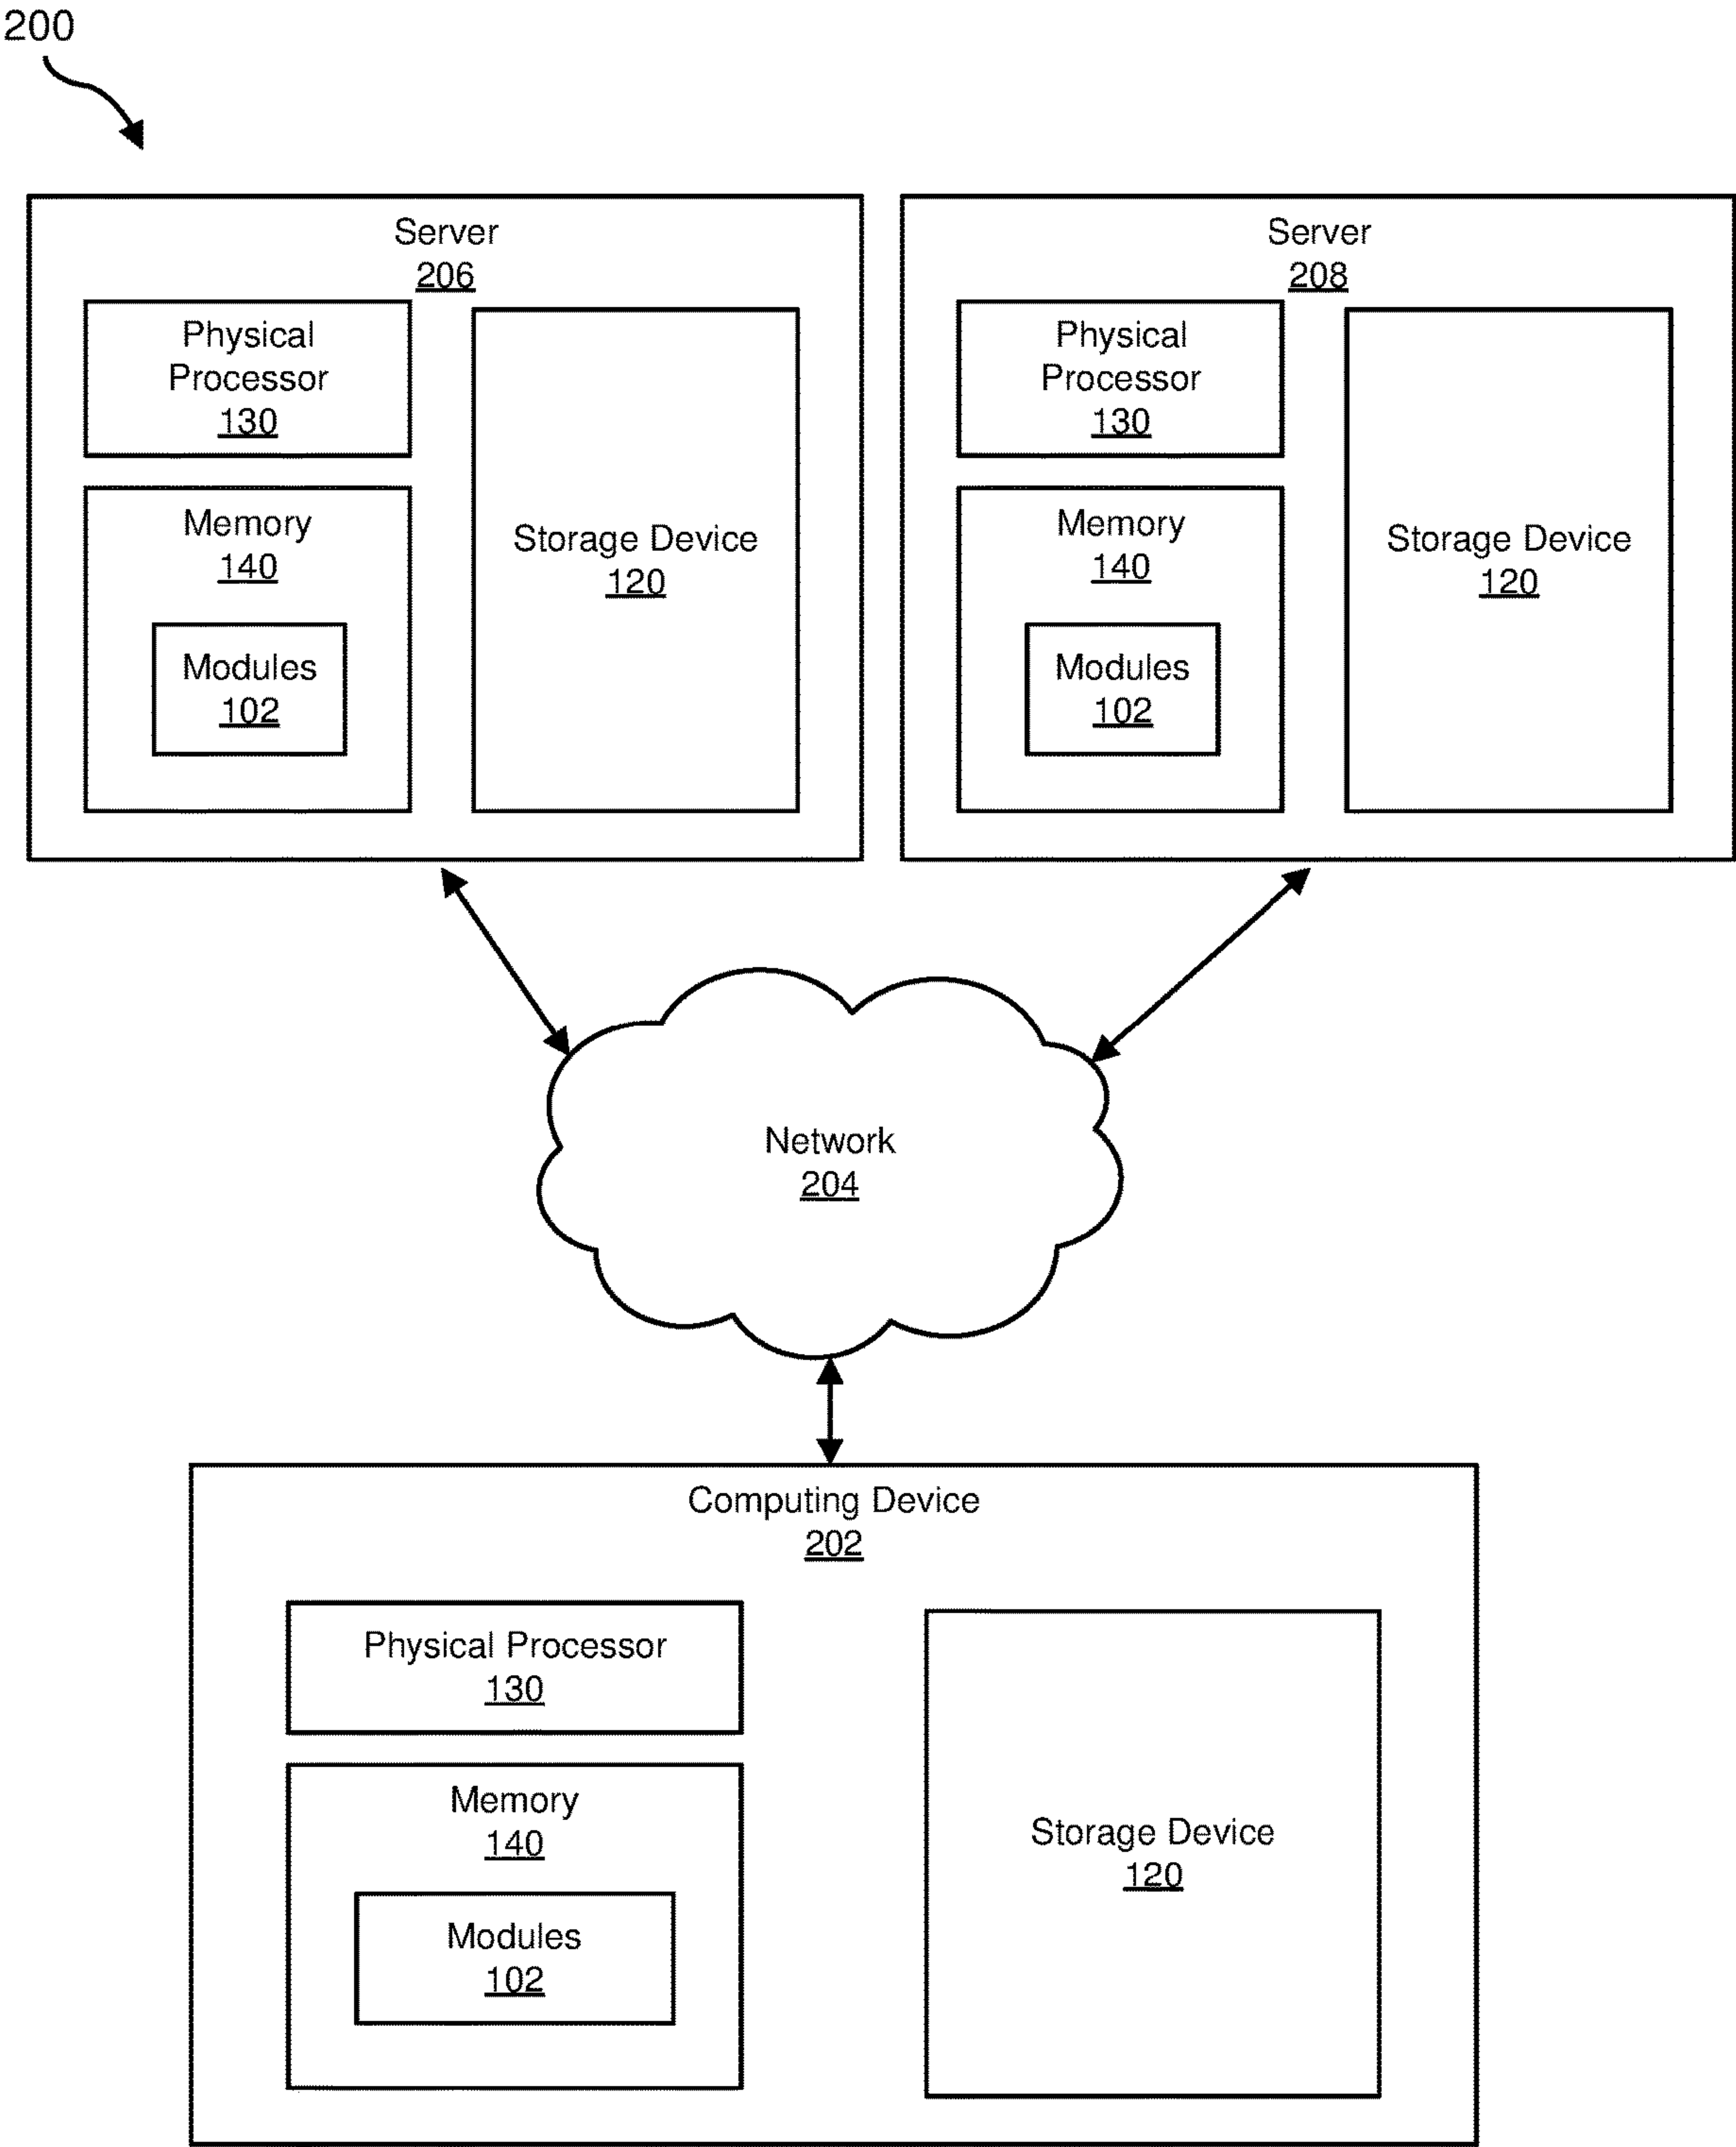 200
Server
206
Physical
Processor
130
Memory
140
Modules
102
Storage Device
120
Server
208
Physical
Processor
130
Memory
140
Modules
102
Storage Device
120
Network
204
Computing Device
202
Physical Processor
130
Memory
140
Modules
102
Storage Device
120